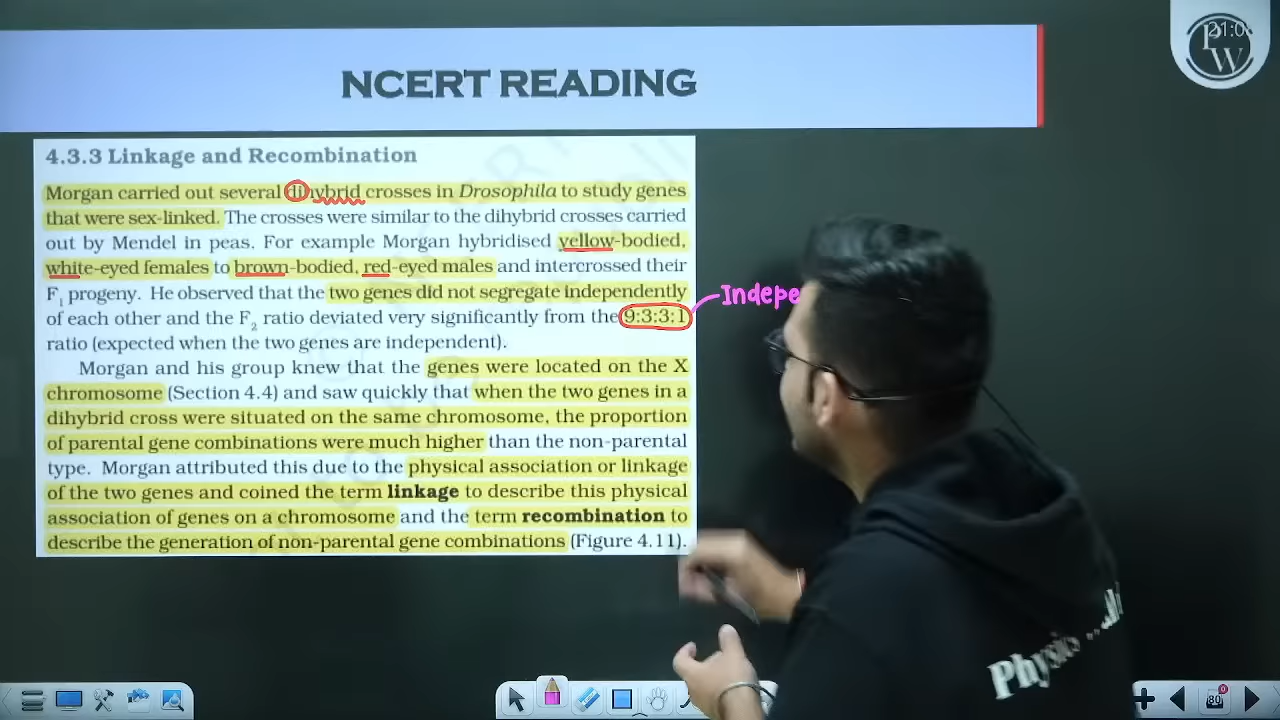 NCERT READING
4.3.3 Linkage and Recombination
Morgan carried out several dihybrid crosses in Drosophila to study genes
that were sex-linked. The crosses were similar to the dihybrid crosses carried
out by Mendel in peas. For example Morgan hybridised yellow-bodied,
white-eyed females to brown-bodied, red-eyed males and intercrossed their
F1 progeny. He observed that the two genes did not segregate independently
Indepe
of each other and the F2 ratio deviated very significantly from the 9:3:3:1
ratio (expected when the two genes are independent).
Morgan and his group knew that the genes were located on the X
chromosome (Section 4.4) and saw quickly that when the two genes in a
dihybrid cross were situated on the same chromosome, the proportion
of parental gene combinations were much higher than the non-parental
type. Morgan attributed this due to the physical association or linkage
of the two genes and coined the term linkage to describe this physical
association of genes on a chromosome and the term recombination to
describe the generation of non-parental gene combinations (Figure 4.11).
PW
Physics
80